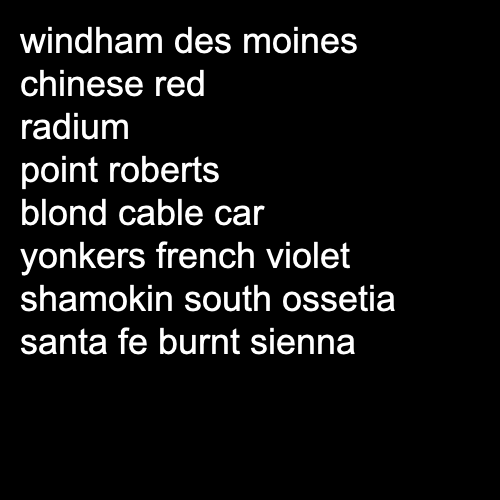 windham des moines
chinese red
radium
point roberts
blond cable car
yonkers french violet
shamokin south ossetia
santa fe burnt sienna